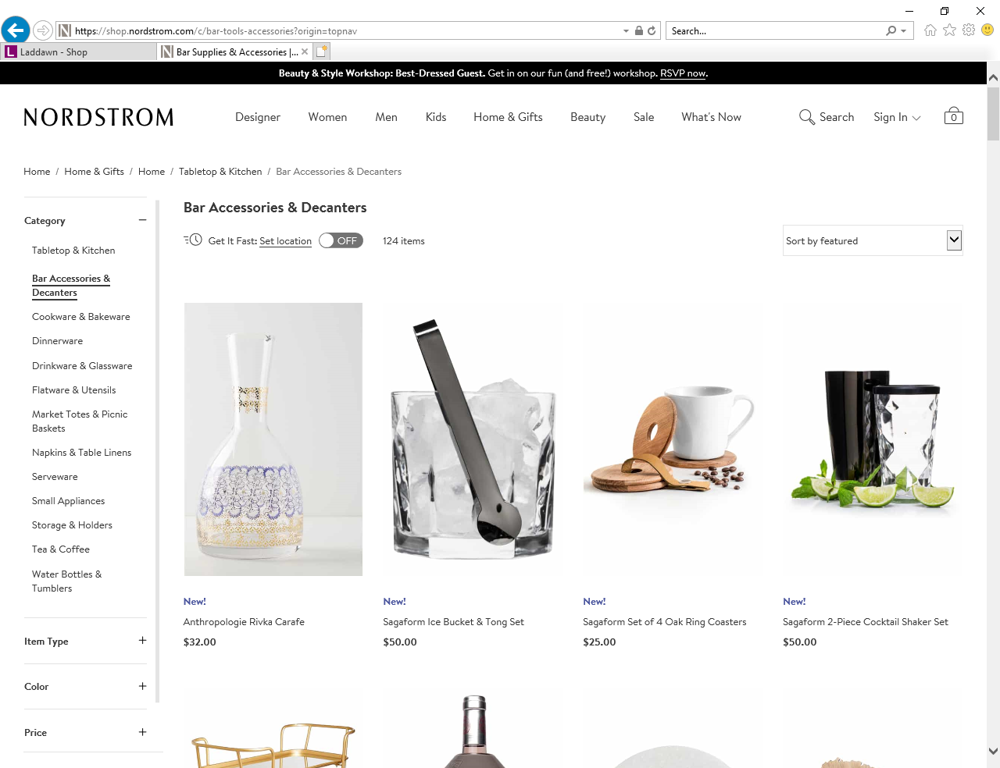 https://shop.nordstrom.com/c/bar-tools-accessories?origin=topnav
Search...
Laddawn - Shop
Bar Supplies & Accessories |...
Beauty & Style Workshop: Best-Dressed Guest. Get in on our fun (and free!) workshop. RSVP now.
NORDSTROM
Designer
Women
Men
Kids
Home & Gifts
Beauty
Sale
What's Now
Search
Sign In
0
Home / Home & Gifts / Home / Tabletop & Kitchen / Bar Accessories & Decanters
Category
Tabletop & Kitchen
Bar Accessories &
Decanters
Cookware & Bakeware
Dinnerware
Drinkware & Glassware
Flatware & Utensils
Market Totes & Picnic
Baskets
Napkins & Table Linens
Serveware
Small Appliances
Storage & Holders
Tea & Coffee
Water Bottles &
Tumblers
Item Type
Color
Price
Bar Accessories & Decanters
Get It Fast: Set location OFF
124 items
Sort by featured
New!
Anthropologie Rivka Carafe
$32.00
New!
Sagaform Ice Bucket & Tong Set
$50.00
New!
Sagaform Set of 4 Oak Ring Coasters
$25.00
New!
Sagaform 2-Piece Cocktail Shaker Set
$50.00